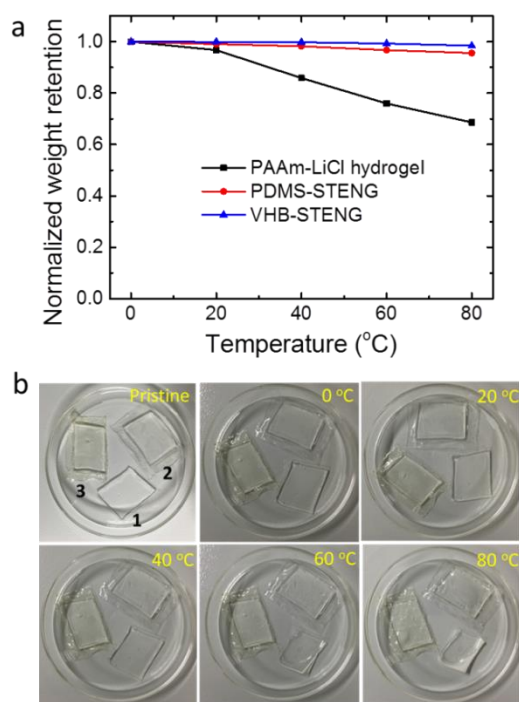 a
Normalized weight retention
1.0
0.8
0.6
0.4
0.2
0.0
PAAm-LiCl hydrogel
PDMS-STENG
VHB-STENG
0 20 40 60 80
Temperature (°C)
b
Pristine
3
2
1
0 °C
20 °C
40 °C
60 °C
80 °C